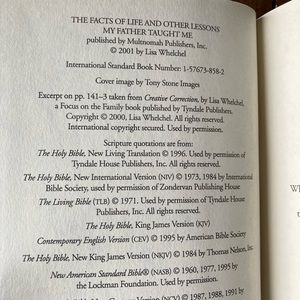 THE FACTS OF LIFE AND OTHER LESSONS
MY FATHER TAUGHT ME
published by Multnomah Publishers, Inc.
© 2001 by Lisa Whelchel
International Standard Book Number: 1-57673-858-2
Cover image by Tony Stone Images
Excerpt on pp. 141–3 taken from Creative Correction, by Lisa Whelchel,
a Focus on the Family book published by Tyndale Publishers.
Copyright © 2000, Lisa Whelchel. All rights reserved.
International copyright secured. Used by permission.
Scripture quotations are from:
The Holy Bible, New Living Translation © 1996. Used by permission of
Tyndale House Publishers, Inc. All rights reserved.
The Holy Bible, New International Version (NIV) © 1973, 1984 by International
Bible Society, used by permission of Zondervan Publishing House
The Living Bible (TLB) © 1971. Used by permission of Tyndale House
Publishers, Inc. All rights reserved.
The Holy Bible, King James Version (KJV)
Contemporary English Version (CEV) © 1995 by American Bible Society
The Holy Bible, New King James Version (NKJV) © 1984 by Thomas Nelson, Inc.
New American Standard Bible® (NASB) © 1960, 1977, 1995 by
the Lockman Foundation. Used by permission.
Version (NCV) © 1987, 1988, 1991 by